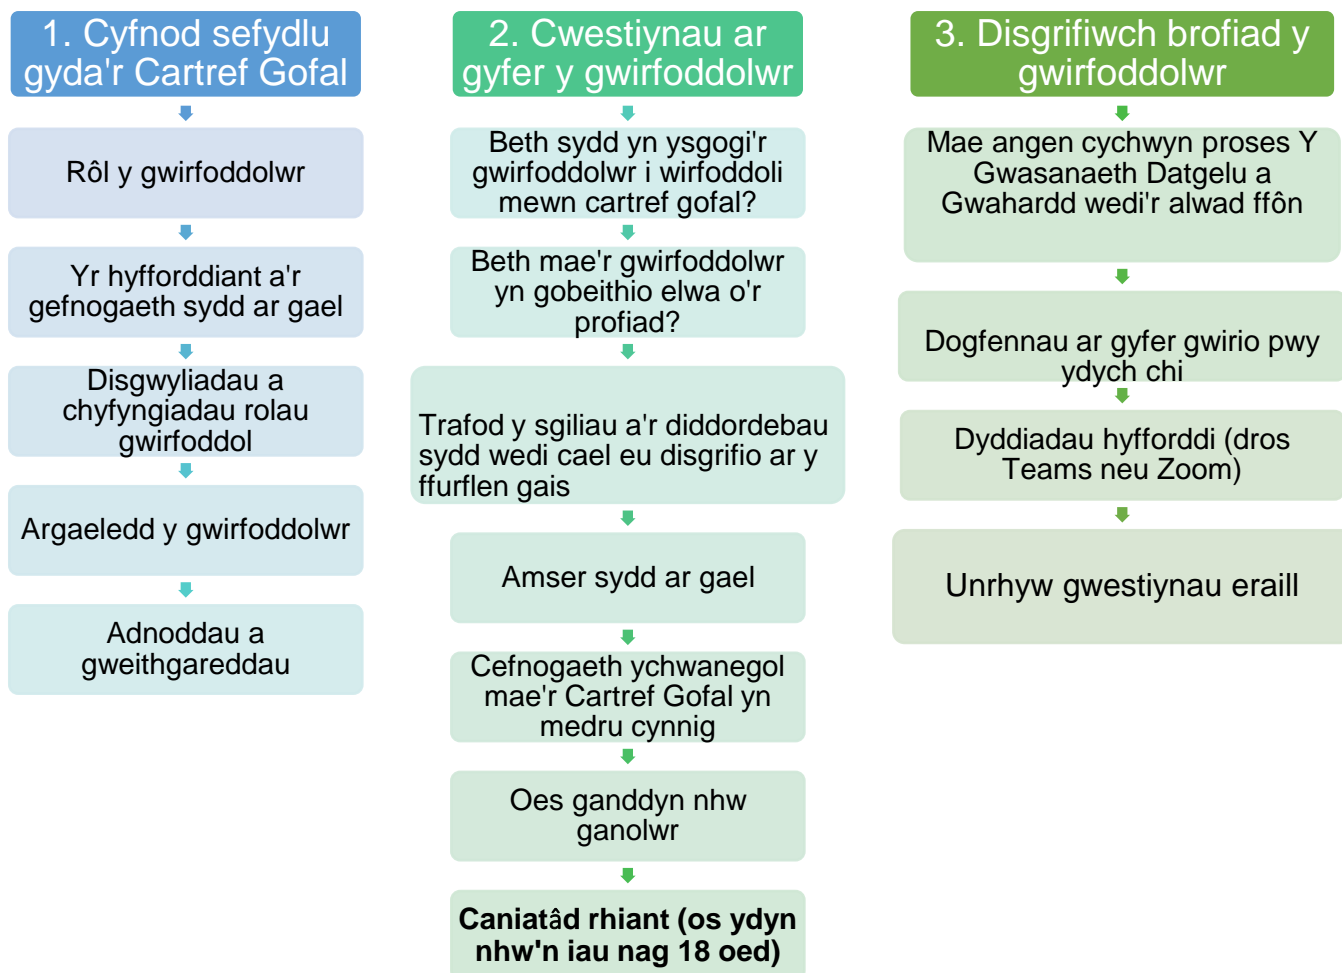 1. Cyfnod sefydlu
gyda'r Cartref Gofal
Rôl y gwirfoddolwr
Yr hyfforddiant a'r
gefnogaeth sydd ar gael
Disgwyliadau a
chyfyngiadau rolau
gwirfoddol
Argaeledd y gwirfoddolwr
Adnoddau a
gweithgareddau
2. Cwestiynau ar
gyfer y gwirfoddolwr
Beth sydd yn ysgogi'r
gwirfoddolwr i wirfoddoli
mewn cartref gofal?
Beth mae'r gwirfoddolwr
yn gobeithio elwa o'r
profiad?
Trafod y sgiliau a'r diddordebau
sydd wedi cael eu disgrifio ar y
ffurflen gais
Amser sydd ar gael
Cefnogaeth ychwanegol
mae'r Cartref Gofal yn
medru cynnig
Oes ganddyn nhw
ganolwr
Caniatâd rhiant (os ydyn
nhw'n iau nag 18 oed)
3. Disgrifiwch brofiad y
gwirfoddolwr
Mae angen cychwyn proses Y
Gwasanaeth Datgelu a
Gwahardd wedi'r alwad ffôn
Dogfennau ar gyfer gwirio pwy
ydych chi
Dyddiadau hyfforddi (dros
Teams neu Zoom)
Unrhyw gwestiynau eraill